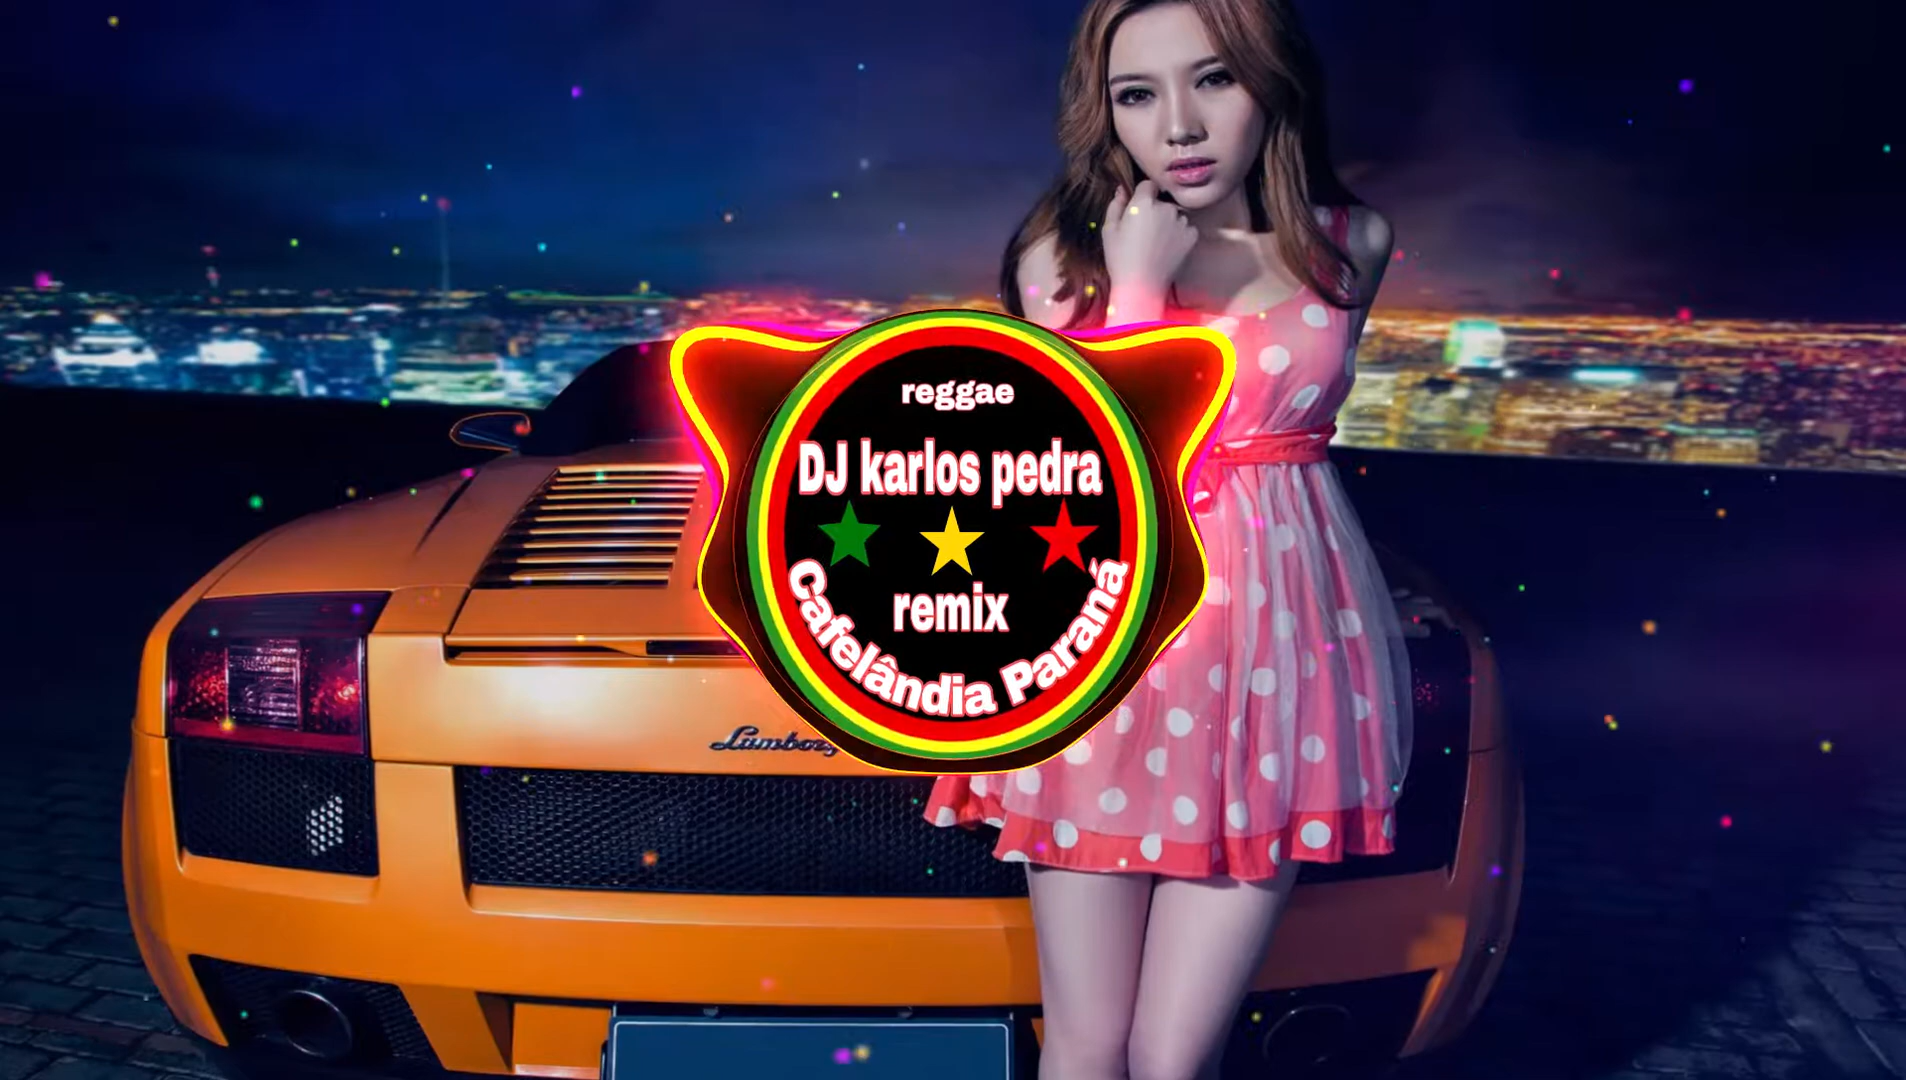 reggae
DJ karlos pedra
remix
Cafelândia Paraná